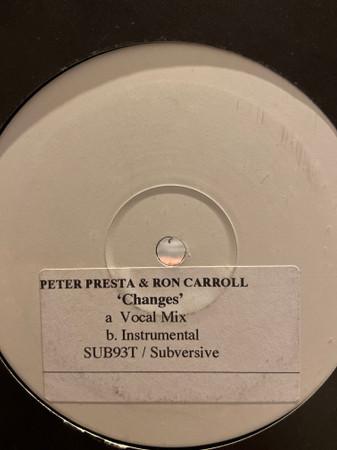 PETER PRESTA & RON CARROLL
'Changes'
a Vocal Mix
b. Instrumental
SUB93T / Subversive